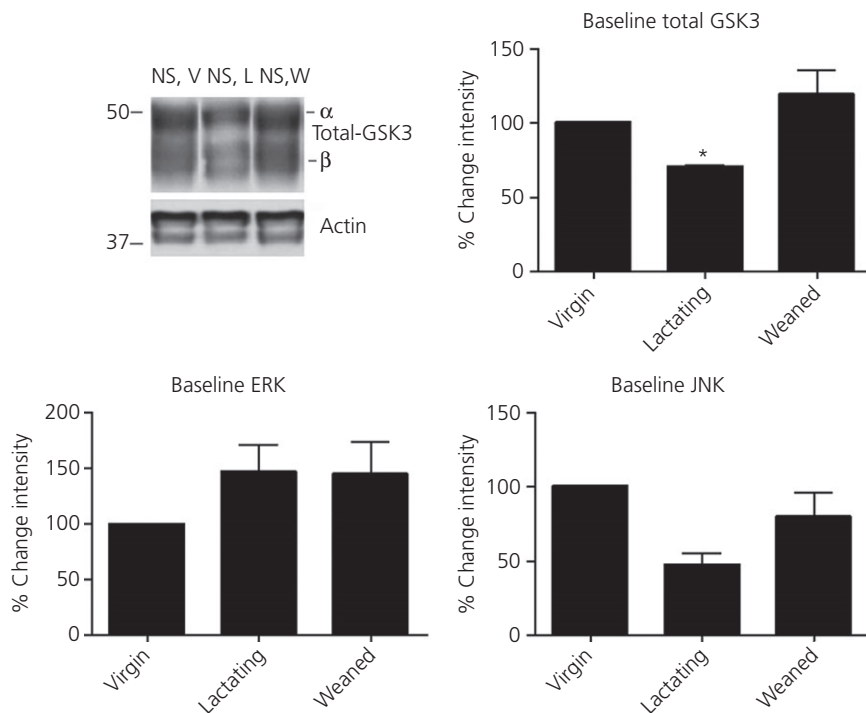 NS, V NS, L NS,W
50
α
Total-GSK3
β
Actin
37
Baseline total GSK3
% Change intensity
150
100
50
0
*
Virgin
Lactating
Weaned
Baseline ERK
% Change intensity
200
150
100
50
0
Virgin
Lactating
Weaned
Baseline JNK
% Change intensity
150
100
50
0
Virgin
Lactating
Weaned